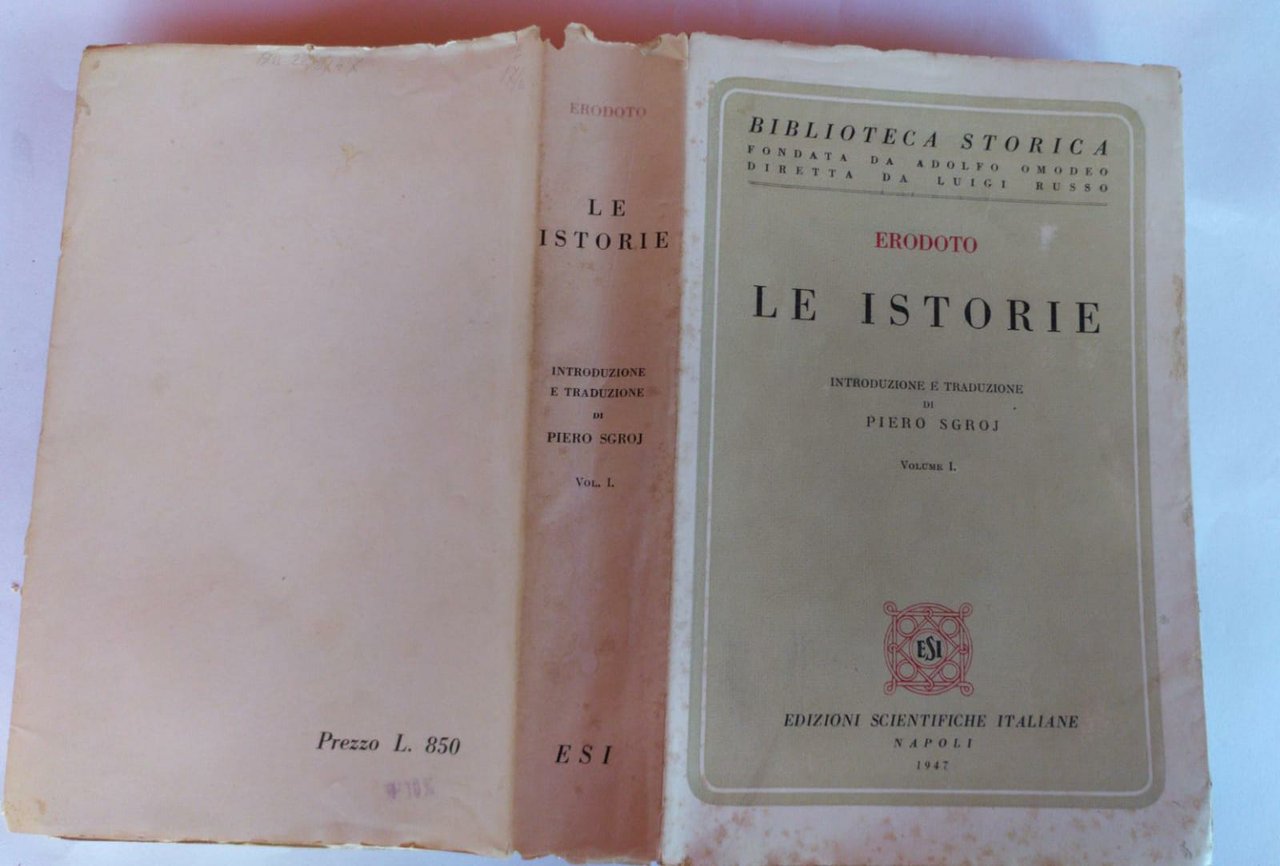 Prezzo L. 850
ERODOTO
LE
ISTORIE
INTRODUZIONE
E TRADUZIONE
DI
PIERO SGROJ
VOL. I.
ESI
BIBLIOTECA STORICA
FONDATA DA ADOLFO OMODEO
DIRETTA DA LUIGI RUSSO
ERODOTO
LE ISTORIE
INTRODUZIONE E TRADUZIONE
DI
PIERO SGROJ
VOLUME I.
ESI
EDIZIONI SCIENTIFICHE ITALIANE
NAPOLI
1947